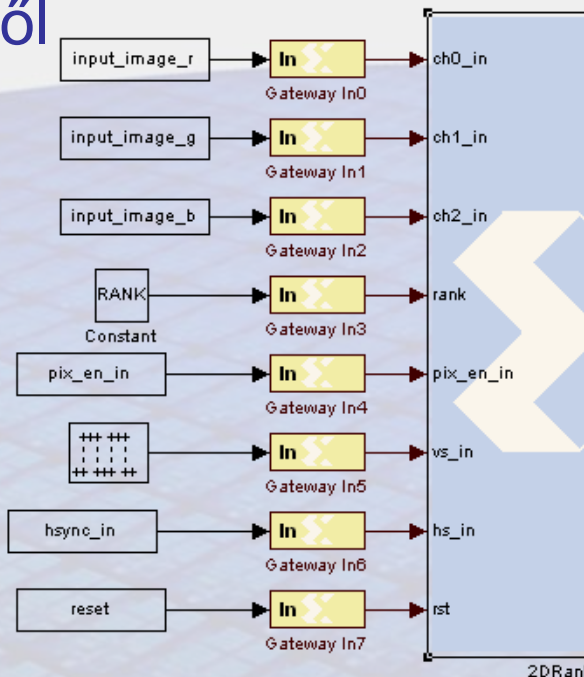 ől
input_image_r In ch0_in
Gateway In0
input_image_g In ch1_in
Gateway In1
input_image_b In ch2_in
Gateway In2
RANK In rank
Constant Gateway In3
pix_en_in In pix_en_in
Gateway In4
In vs_in
Gateway In5
hsync_in In hs_in
Gateway In6
reset In rst
Gateway In7
2DRan